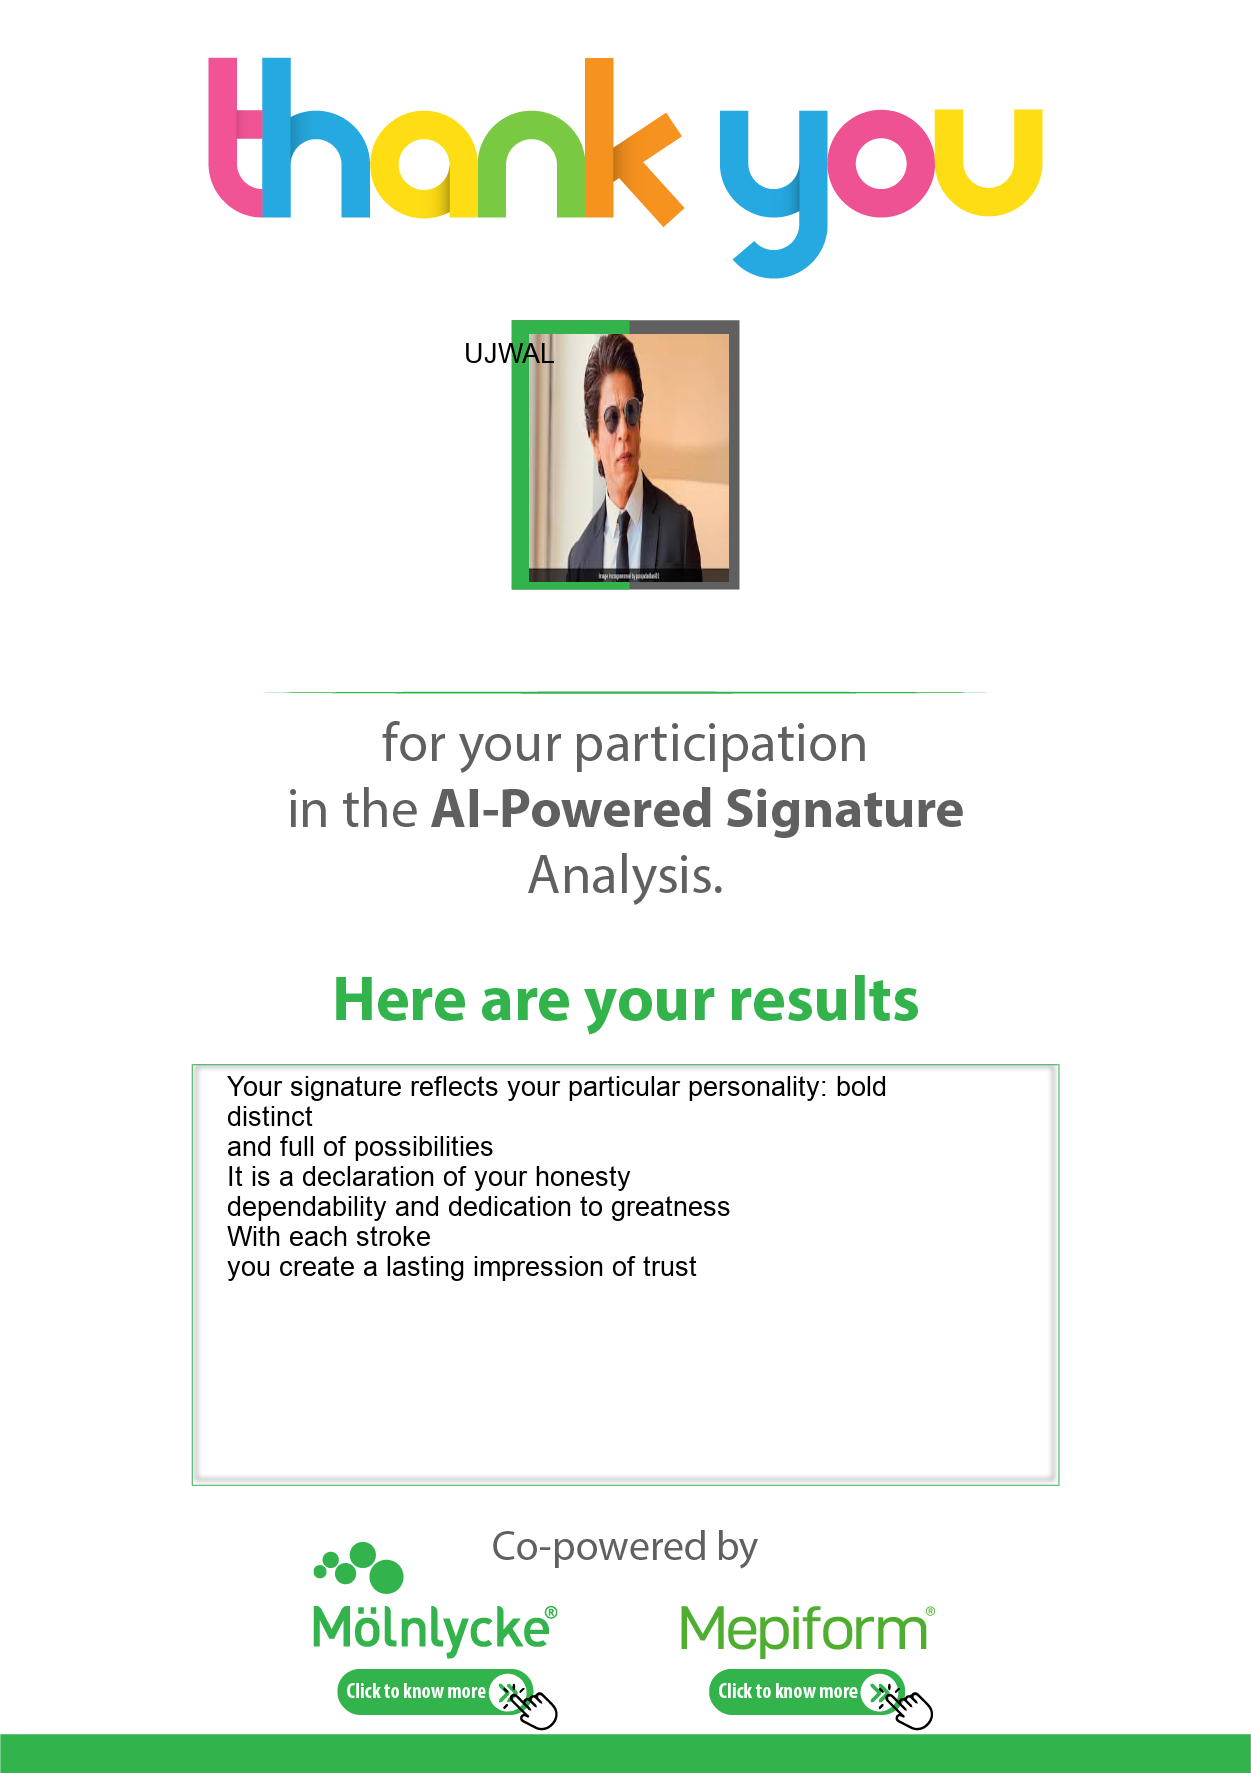 thank you
UJWAL
for your participation
in the AI-Powered Signature
Analysis.
Here are your results
Your signature reflects your particular personality: bold
distinct
and full of possibilities
It is a declaration of your honesty
dependability and dedication to greatness
With each stroke
you create a lasting impression of trust
Co-powered by
Mölnlycke®
Mepiform®
Click to know more
Click to know more